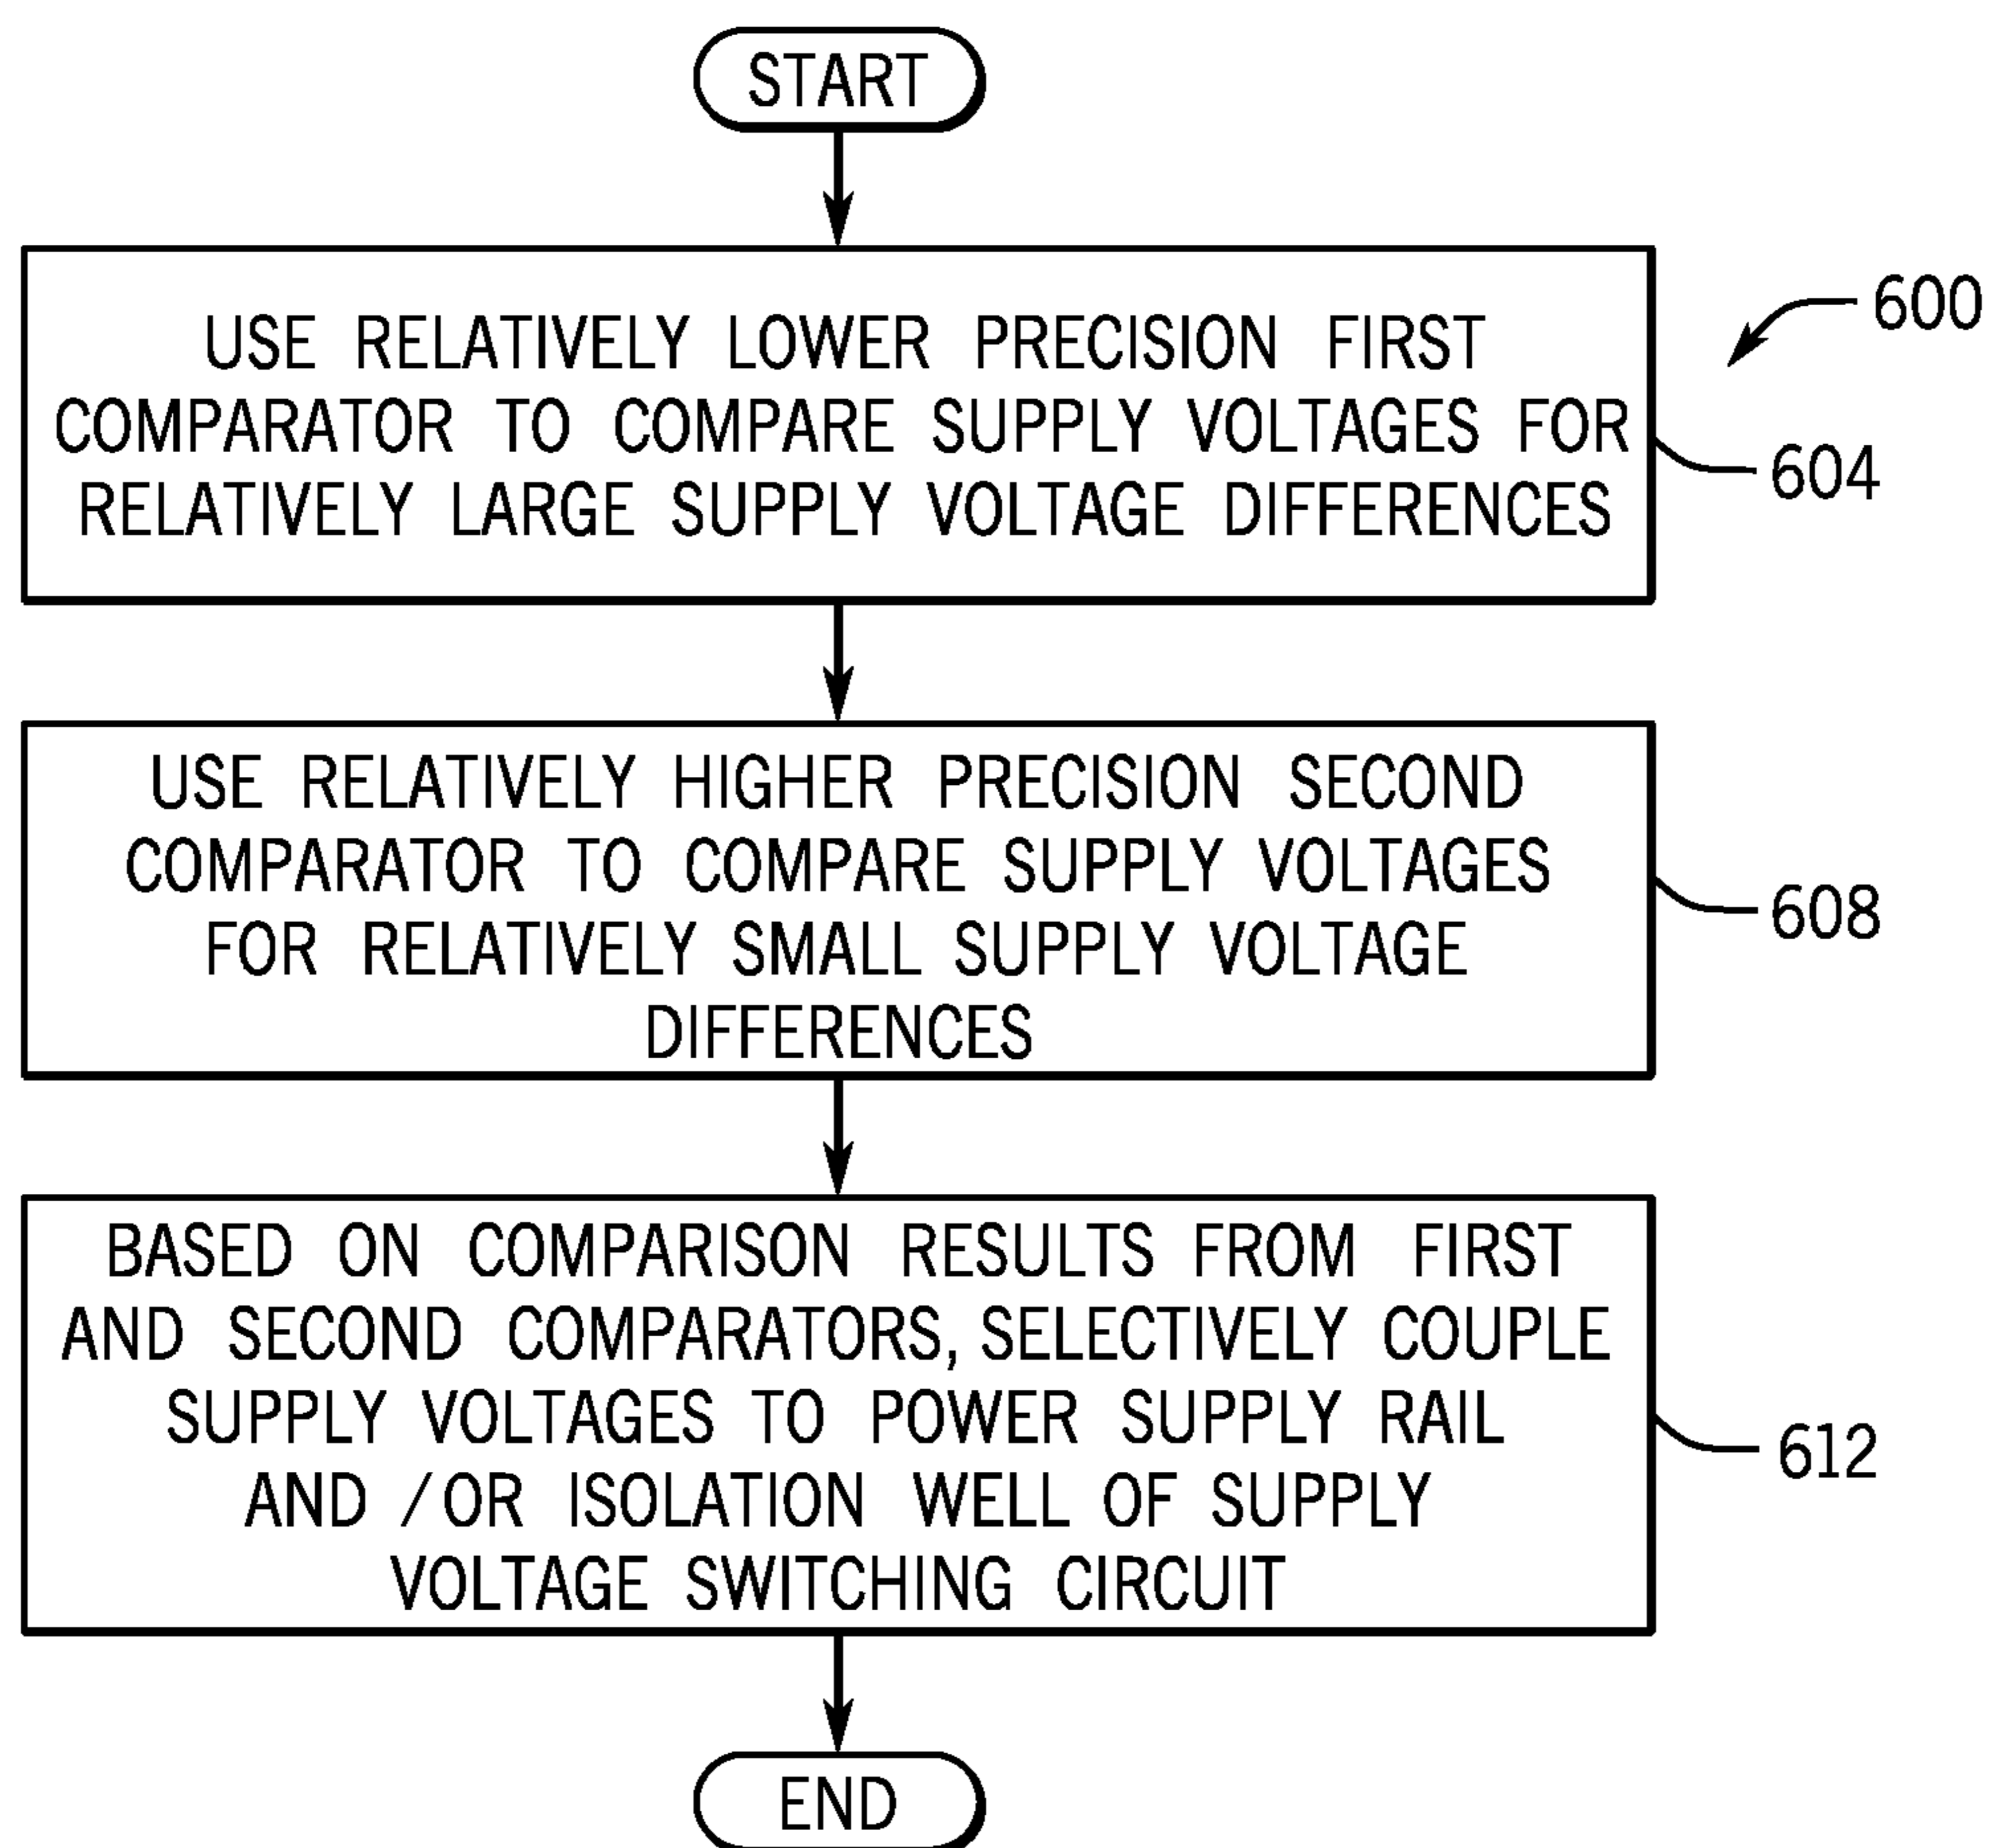 START
USE RELATIVELY LOWER PRECISION FIRST
COMPARATOR TO COMPARE SUPPLY VOLTAGES FOR
RELATIVELY LARGE SUPPLY VOLTAGE DIFFERENCES
600
604
USE RELATIVELY HIGHER PRECISION SECOND
COMPARATOR TO COMPARE SUPPLY VOLTAGES
FOR RELATIVELY SMALL SUPPLY VOLTAGE
DIFFERENCES
608
BASED ON COMPARISON RESULTS FROM FIRST
AND SECOND COMPARATORS, SELECTIVELY COUPLE
SUPPLY VOLTAGES TO POWER SUPPLY RAIL
AND /OR ISOLATION WELL OF SUPPLY
VOLTAGE SWITCHING CIRCUIT
612
END